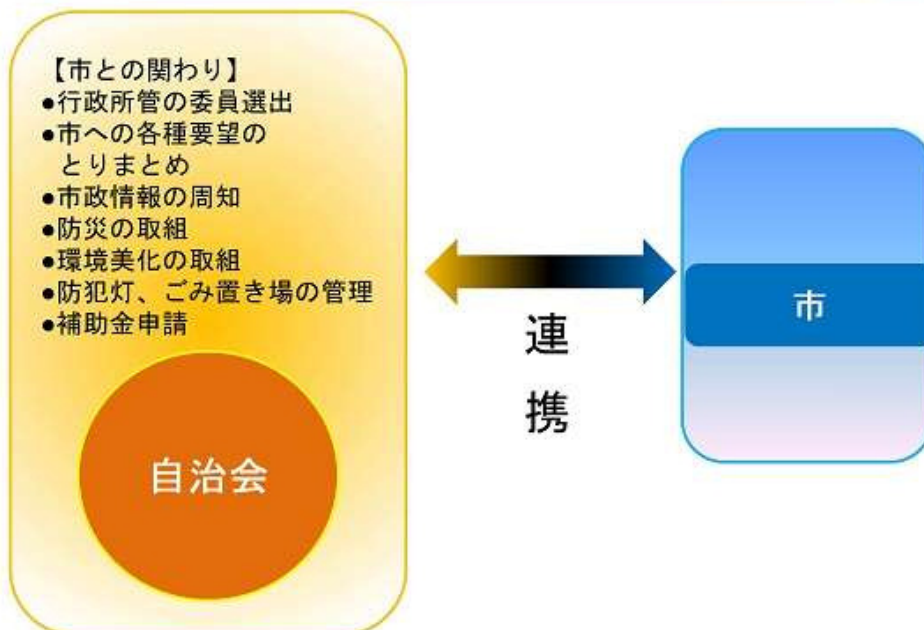 【市との関わり】
●行政所管の委員選出
●市への各種要望の
とりまとめ
●市政情報の周知
●防災の取組
●環境美化の取組
●防犯灯、ごみ置き場の管理
●補助金申請
自治会
連
携
市